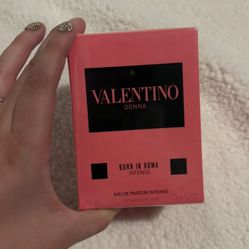 VALENTINO
DONNA
BORN IN ROMA
INTENSE
EAU DE PARFUM INTENSE